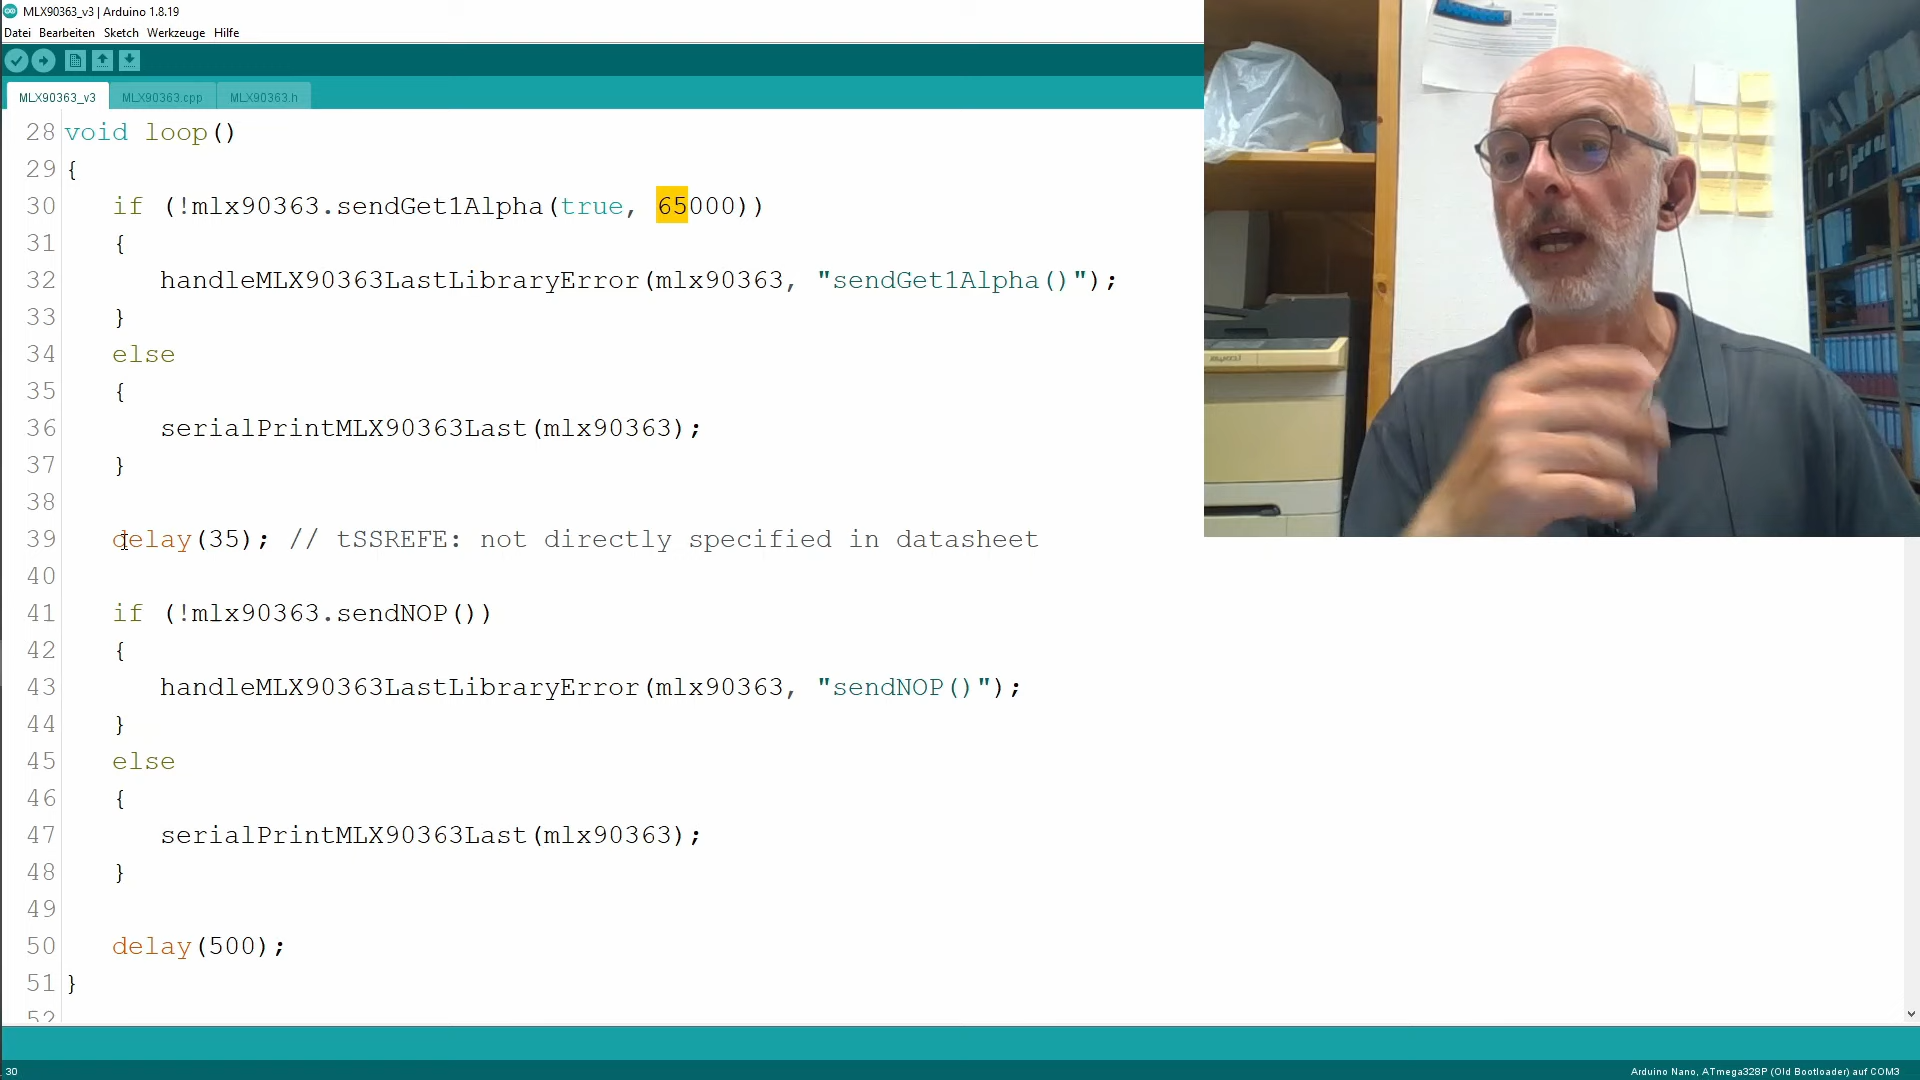 MLX90363_v3 | Arduino 1.8.19
Datei Bearbeiten Sketch Werkzeuge Hilfe
MLX90363_v3 MLX90363.cpp MLX90363.h
28 void loop()
29 {
30 if (!mlx90363.sendGet1Alpha(true, 65000))
31 {
32 handleMLX90363LastLibraryError(mlx90363, "sendGet1Alpha()");
33 }
34 else
35 {
36 serialPrintMLX90363Last(mlx90363);
37 }
38
39 delay(35); // tSSREFE: not directly specified in datasheet
40
41 if (!mlx90363.sendNOP())
42 {
43 handleMLX90363LastLibraryError(mlx90363, "sendNOP()");
44 }
45 else
46 {
47 serialPrintMLX90363Last(mlx90363);
48 }
49
50 delay(500);
51 }
52
30
Arduino Nano, ATmega328P (Old Bootloader) auf COM3